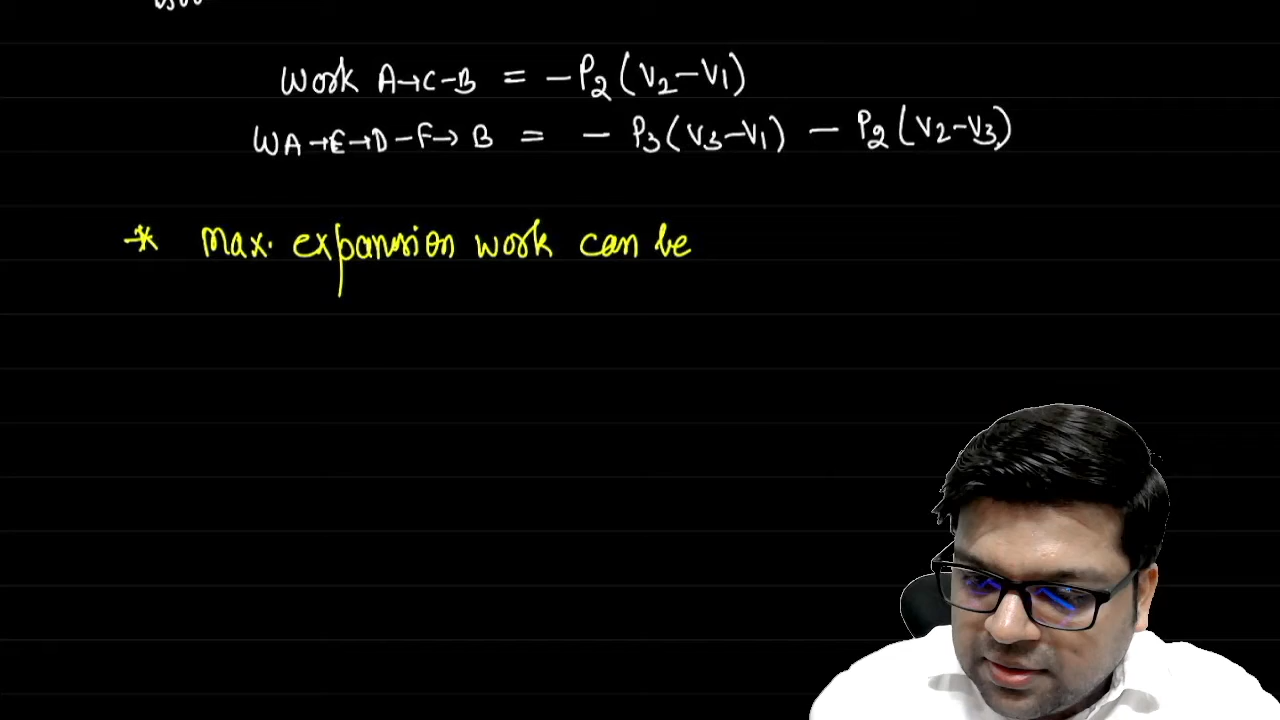 Work A→C-B = -P2(V2-V1)
WA→E→D-F→B = - P3(V3-V1) - P2(V2-V3)
* Max. expansion work can be